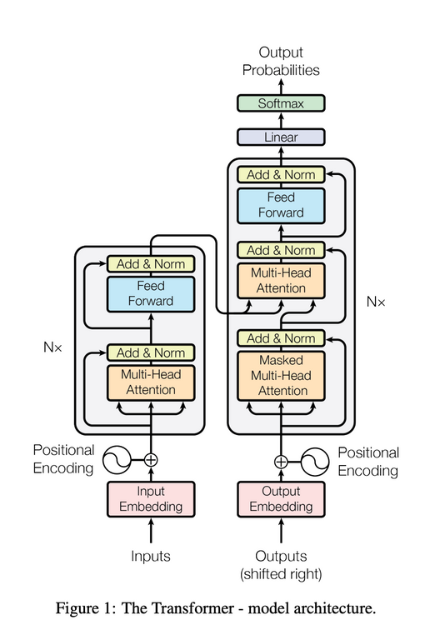 Output
Probabilities
Softmax
Linear
Add & Norm
Feed
Forward
Add & Norm
Multi-Head
Attention
Add & Norm
Masked
Multi-Head
Attention
Nx
Add & Norm
Feed
Forward
Add & Norm
Multi-Head
Attention
Nx
Positional
Encoding
Positional
Encoding
Input
Embedding
Output
Embedding
Inputs
Outputs
(shifted right)
Figure 1: The Transformer - model architecture.